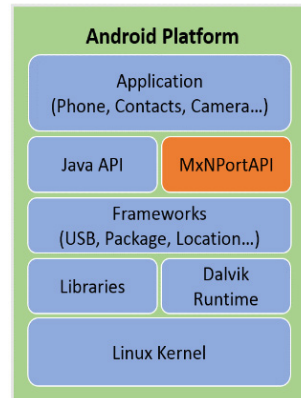 Android Platform
Application
(Phone, Contacts, Camera...)
Java API
MxNPortAPI
Frameworks
(USB, Package, Location...)
Libraries
Dalvik
Runtime
Linux Kernel